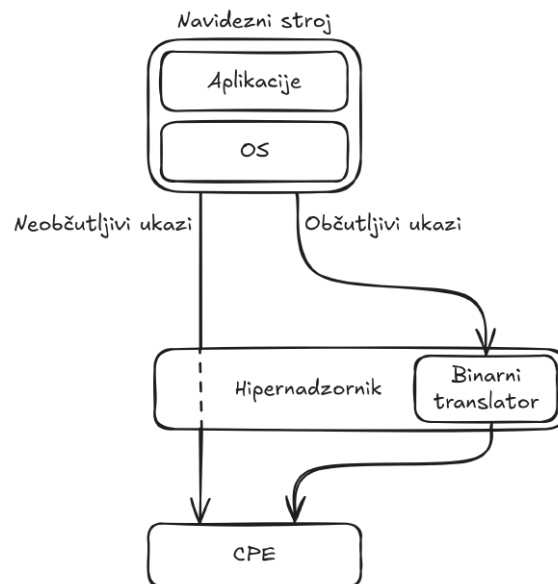 Navidezni stroj
Aplikacije
OS
Neobčutljivi ukazi
Občutljivi ukazi
Hipernadzornik
Binarni
translator
CPE